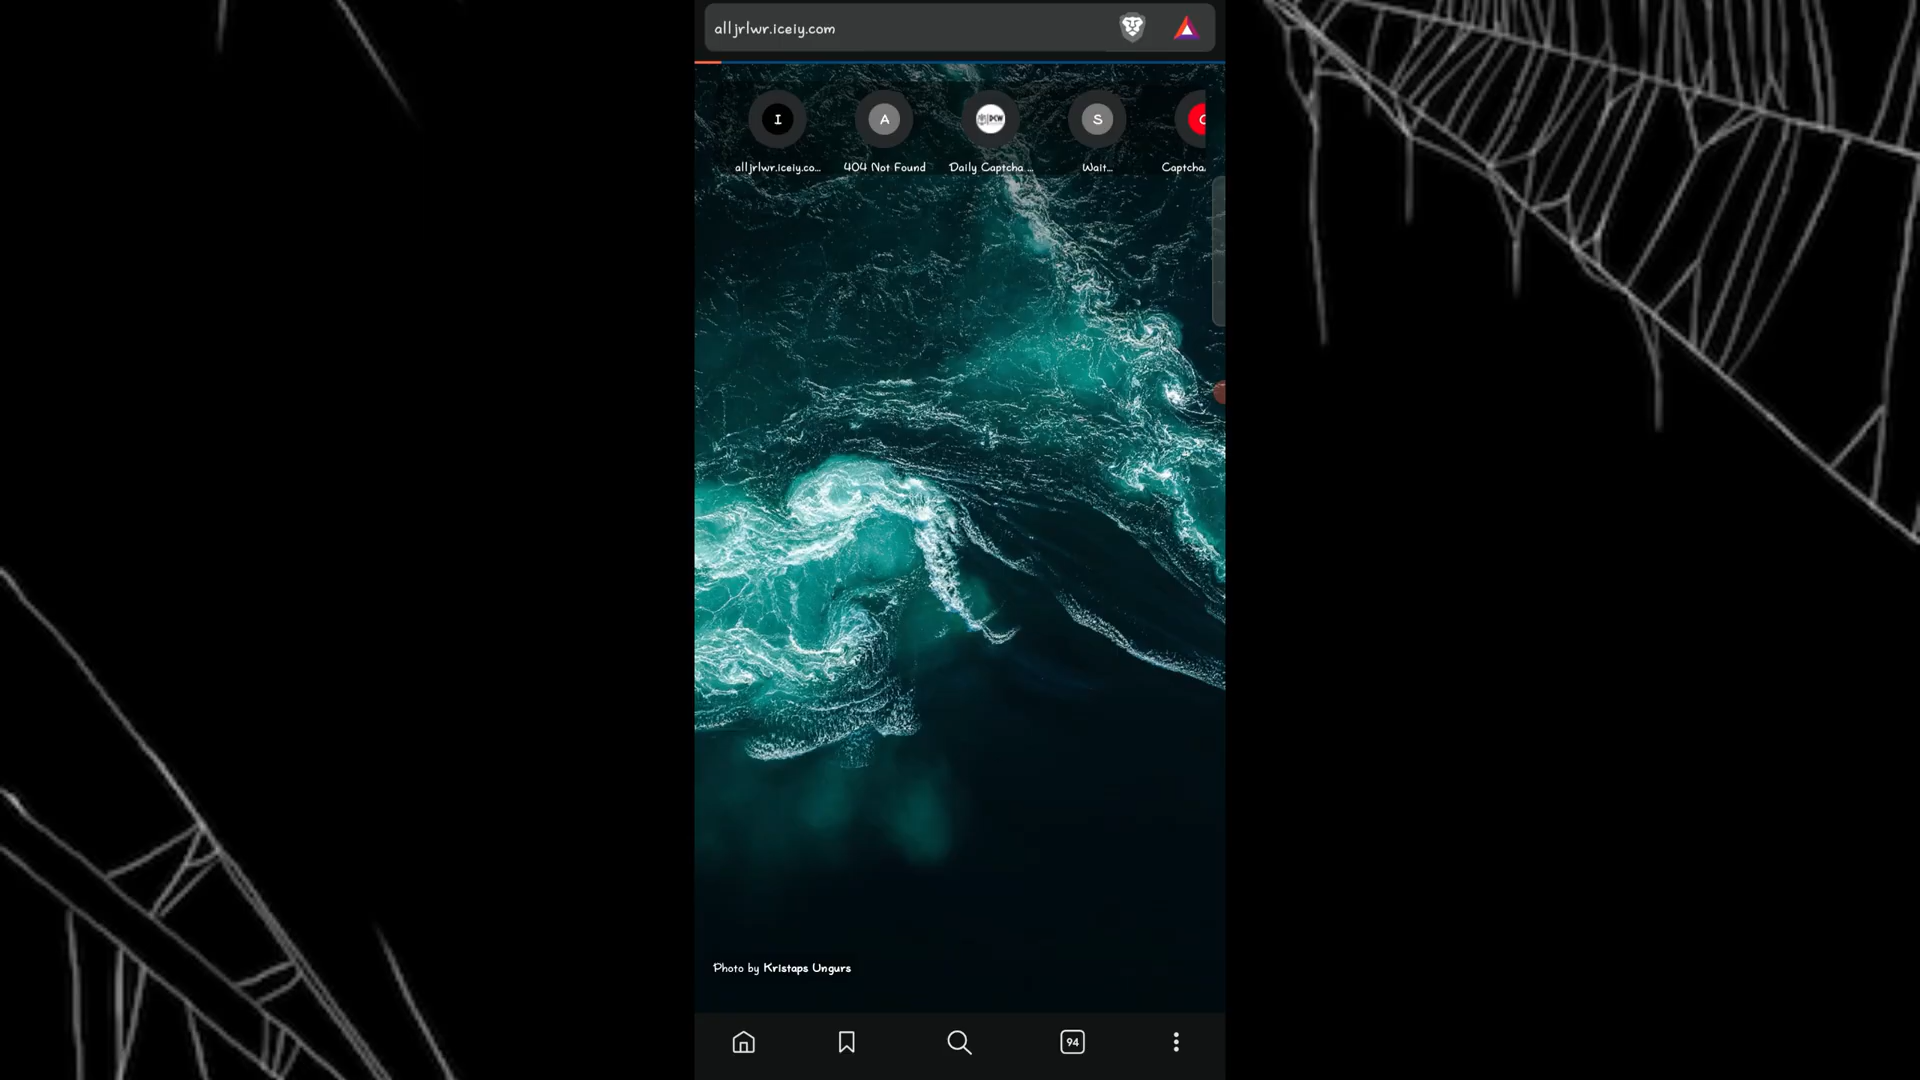 alljrlwr.iceiy.com
I
A
S
C
alljrlwr.iceiy.co...
404 Not Found
Daily Captcha ...
Wait...
Captcha
Photo by Kristaps Ungurs
94